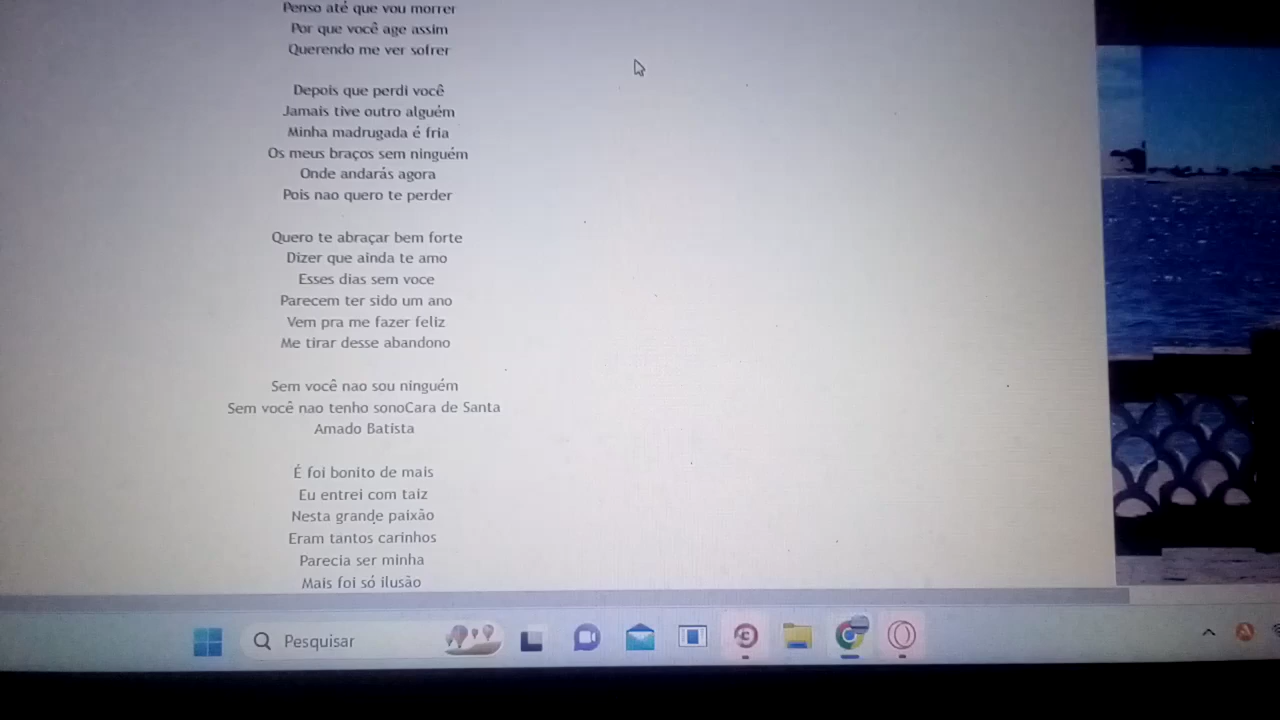 Penso até que vou morrer
Por que você age assim
Querendo me ver sofrer
Depois que perdi você
Jamais tive outro alguém
Minha madrugada é fria
Os meus braços sem ninguém
Onde andarás agora
Pois nao quero te perder
Quero te abraçar bem forte
Dizer que ainda te amo
Esses dias sem voce
Parecem ter sido um ano
Vem pra me fazer feliz
Me tirar desse abandono
Sem você nao sou ninguém
Sem você nao tenho sonoCara de Santa
Amado Batista
É foi bonito de mais
Eu entrei com taiz
Nesta grande paixão
Eram tantos carinhos
Parecia ser minha
Mais foi só ilusão
Pesquisar